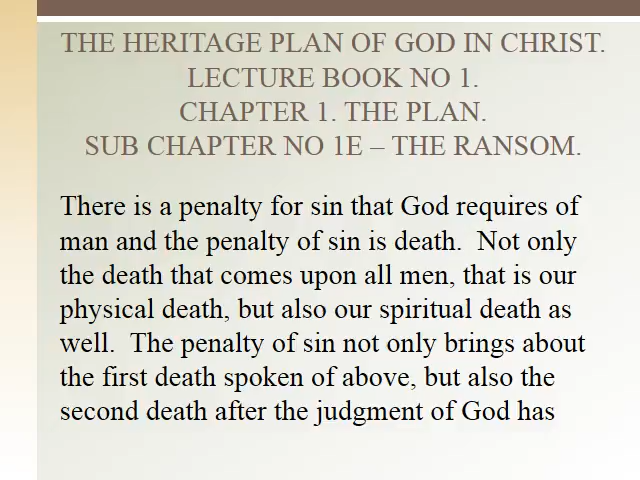 THE HERITAGE PLAN OF GOD IN CHRIST.
LECTURE BOOK NO 1.
CHAPTER 1. THE PLAN.
SUB CHAPTER NO 1E – THE RANSOM.
There is a penalty for sin that God requires of
man and the penalty of sin is death.  Not only
the death that comes upon all men, that is our
physical death, but also our spiritual death as
well.  The penalty of sin not only brings about
the first death spoken of above, but also the
second death after the judgment of God has